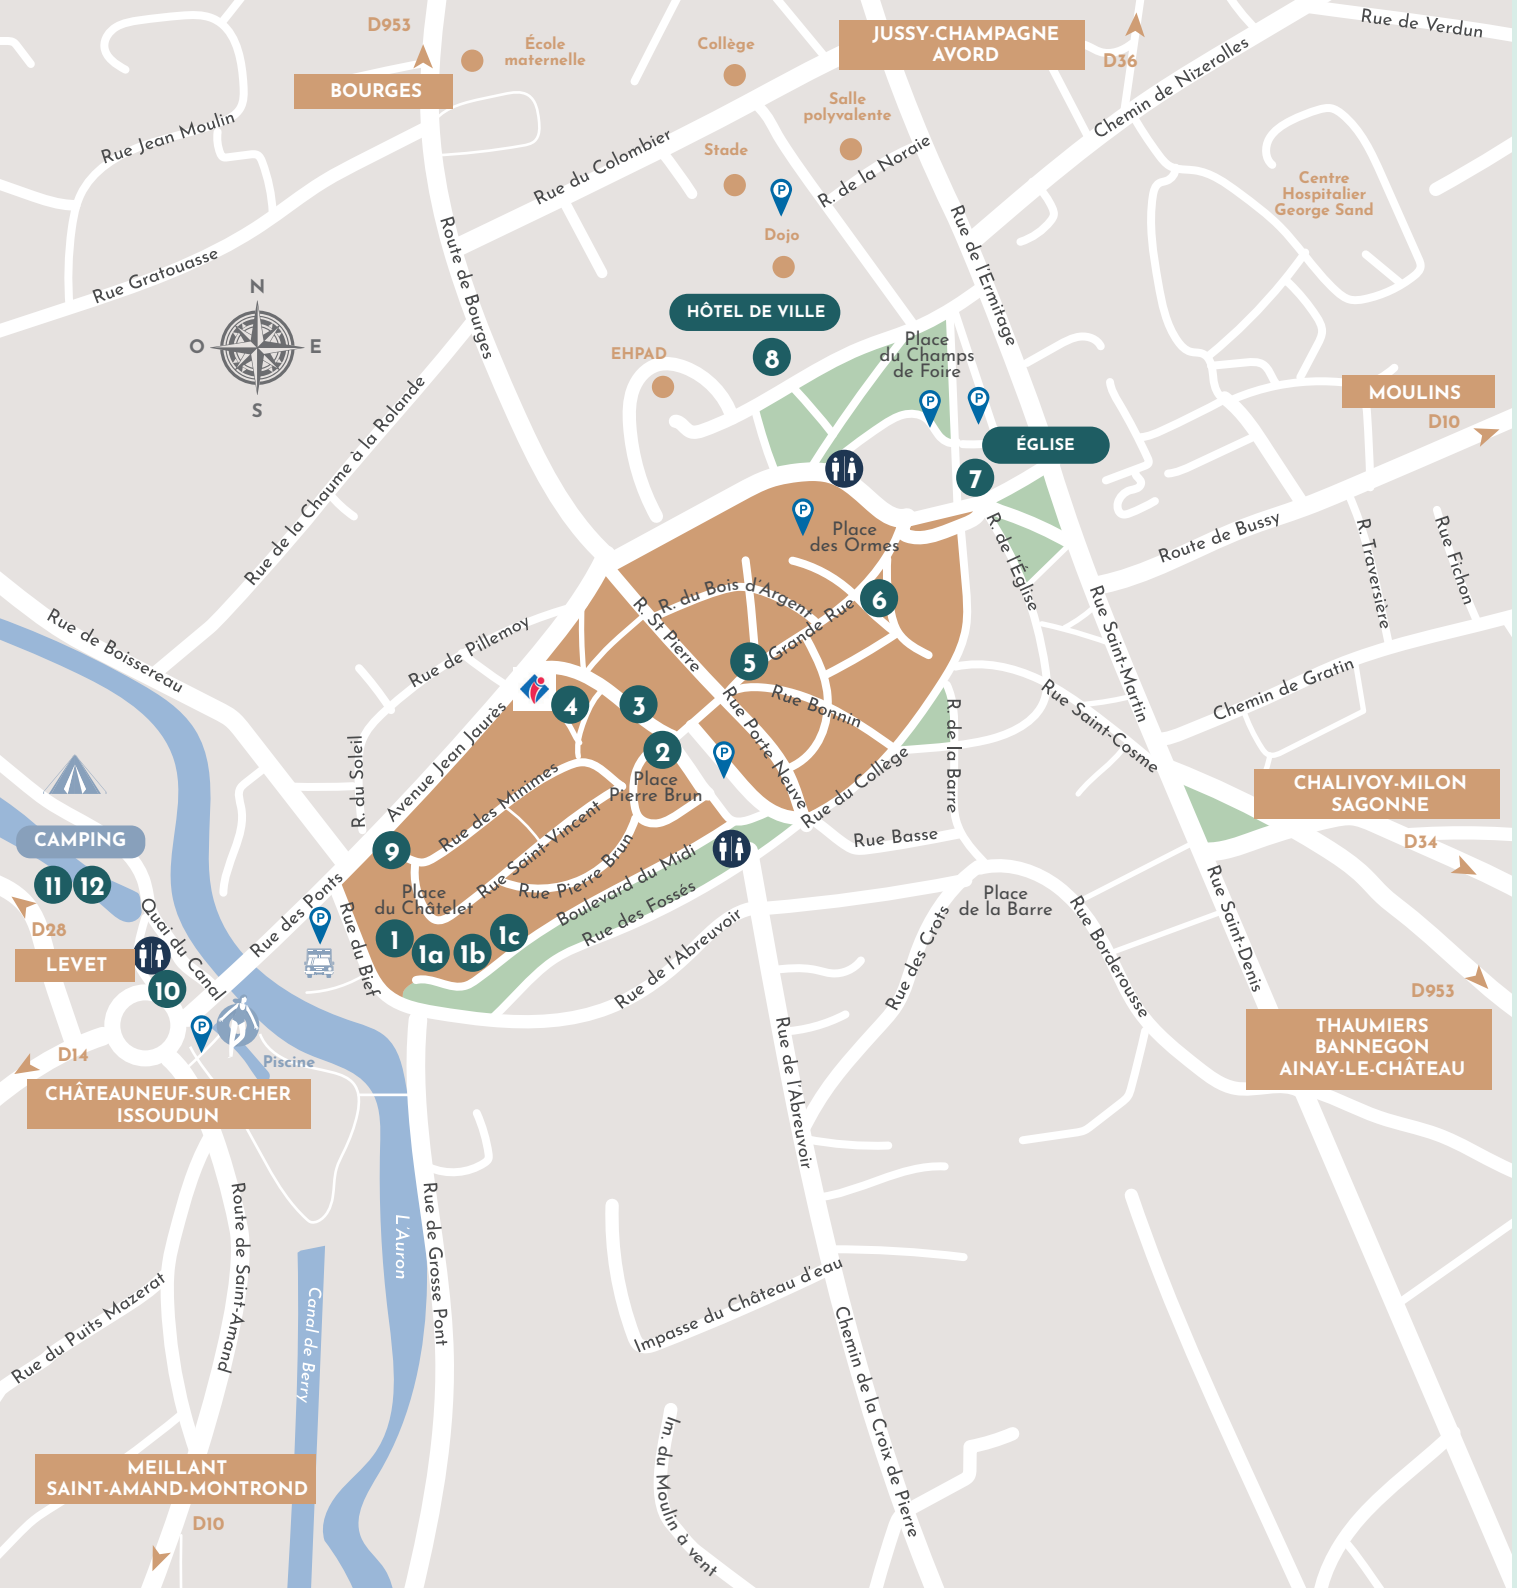 D953
École
maternelle
Collège
JUSSY-CHAMPAGNE
AVORD
D36
Rue de Verdun
Chemin de Nizerolles
BOURGES
Rue Jean Moulin
Rue du Colombier
Salle
polyvalente
Stade
P
R. de la Noraie
Centre
Hospitalier
George Sand
Dojo
Rue Gratouasse
Route de Bourges
Rue de l'Ermitage
N
O
E
S
HÔTEL DE VILLE
8
EHPAD
Place
du Champs
de Foire
P
P
MOULINS
D10
ÉGLISE
7
Rue de la Chaume à la Rolande
P
Place
des Ormes
R. de l'Église
Route de Bussy
R. Traversière
Rue Fichon
Rue de Boissereau
Rue de Pillemoy
R. du Bois d'Argent
R. St Pierre
Grande Rue
6
5
Rue Saint-Martin
Chemin de Gratin
Rue Saint-Cosme
4
3
2
Rue Bonnin
Rue Porte Neuve
R. de la Barre
P
R. du Soleil
Avenue Jean Jaurès
Rue des Minimes
Place
Pierre Brun
Rue du Collège
Rue Basse
CHALIVOY-MILON
SAGONNE
D34
CAMPING
11
12
9
Rue Saint-Vincent
Rue Pierre Brun
Boulevard du Midi
Rue des Fossés
Place
du Châtelet
Place
de la Barre
Rue Saint-Denis
D28
LEVET
Quai du Canal
Rue des Ponts
P
Rue du Bief
1
1a
1b
1c
Rue de l'Abreuvoir
Rue des Crots
Rue Borderousse
10
P
Piscine
D14
CHÂTEAUNEUF-SUR-CHER
ISSOUDUN
D953
THAUMIERS
BANNEGON
AINAY-LE-CHÂTEAU
Rue de l'Abreuvoir
Route de Saint-Amand
L'Auron
Rue de Grosse Pont
Rue du Puits Mazerat
Canal de Berry
Impasse du Château d'eau
Chemin de la Croix de Pierre
Im. du Moulin à vent
MEILLANT
SAINT-AMAND-MONTROND
D10